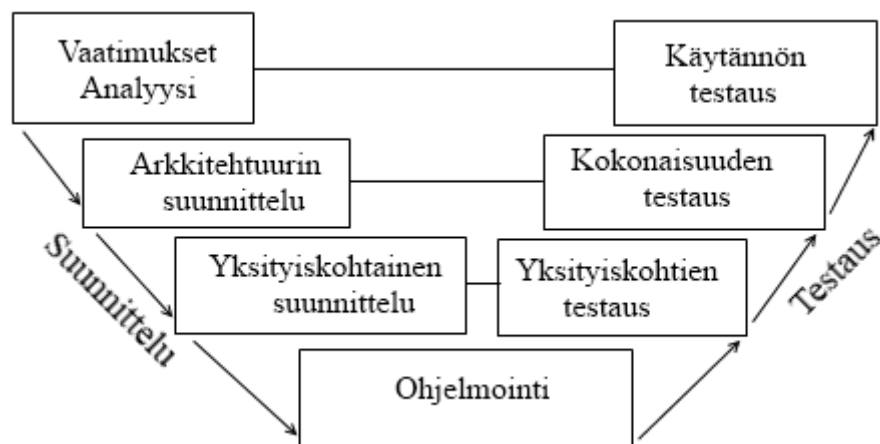 Vaatimukset
Analyysi
Käytännön
testaus
Arkkitehtuurin
suunnittelu
Kokonaisuuden
testaus
Suunnittelu
Yksityiskohtainen
suunnittelu
Yksityiskohtien
testaus
Testaus
Ohjelmointi